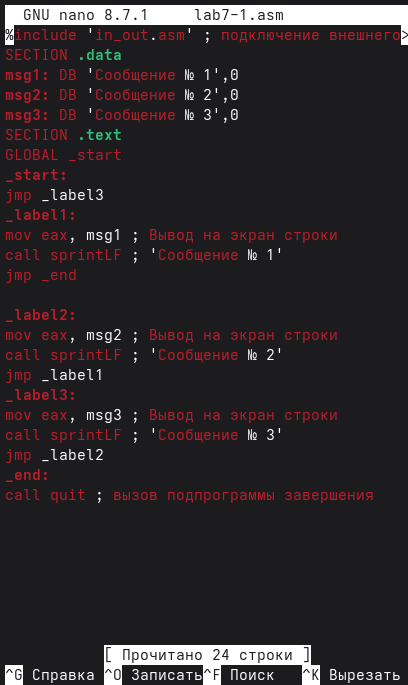 GNU nano 8.7.1     lab7-1.asm
%include 'in_out.asm' ; подключение внешнего>
SECTION .data
msg1: DB 'Сообщение № 1',0
msg2: DB 'Сообщение № 2',0
msg3: DB 'Сообщение № 3',0
SECTION .text
GLOBAL _start
_start:
jmp _label3
_label1:
mov eax, msg1 ; Вывод на экран строки
call sprintLF ; 'Сообщение № 1'
jmp _end
_label2:
mov eax, msg2 ; Вывод на экран строки
call sprintLF ; 'Сообщение № 2'
jmp _label1
_label3:
mov eax, msg3 ; Вывод на экран строки
call sprintLF ; 'Сообщение № 3'
jmp _label2
_end:
call quit ; вызов подпрограммы завершения
[ Прочитано 24 строки ]
^G Справка ^O Записать ^F Поиск ^K Вырезать